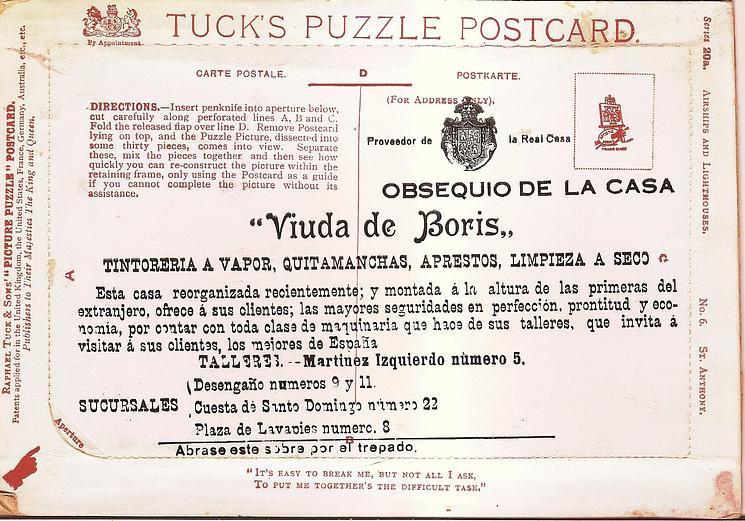 TUCK'S PUZZLE POSTCARD.
By Appointment.
CARTE POSTALE.
D
POSTKARTE.
DIRECTIONS.—Insert penknife into aperture below,
cut carefully along perforated lines A, B and C.
Fold the released flap over line D. Remove Postcard
lying on top, and the Puzzle Picture, dissected into
some thirty pieces, comes into view. Separate
these, mix the pieces together and then see how
quickly you can re-construct the picture within the
retaining frame, only using the Postcard as a guide
if you cannot complete the picture without its
assistance.
(For Address Only).
Proveedor de la Real Casa
TRADE MARK
OBSEQUIO DE LA CASA
"Viuda de Boris„
TINTORERIA A VAPOR, QUITAMANCHAS, APRESTOS, LIMPIEZA A SECO
C
A
Esta casa reorganizada recientemente; y montada á la altura de las primeras del
extranjero, ofrece á sus clientes; las mayores seguridades en perfección, prontitud y eco-
nomía, por contar con toda clase de maquinaria que hace de sus talleres, que invita á
visitar á sus clientes, los mejores de España
TALLERES.--Martinez Izquierdo número 5.
Desengaño numeros 9 y 11.
SUCURSALES Cuesta de Santo Domingo número 22
Plaza de Lavapies numero. 8
B
Abrase este sobre por el trepado.
Aperture
"It's easy to break me, but not all I ask,
To put me together's the difficult task."
Raphael Tuck & Sons' "PICTURE PUZZLE" POSTCARD.
Patents applied for in the United Kingdom, the United States, France, Germany, Australia, etc., etc.
Publishers to Their Majesties The King and Queen.
Series 20a. Airships and Lighthouses. No. 6. St. Anthony.